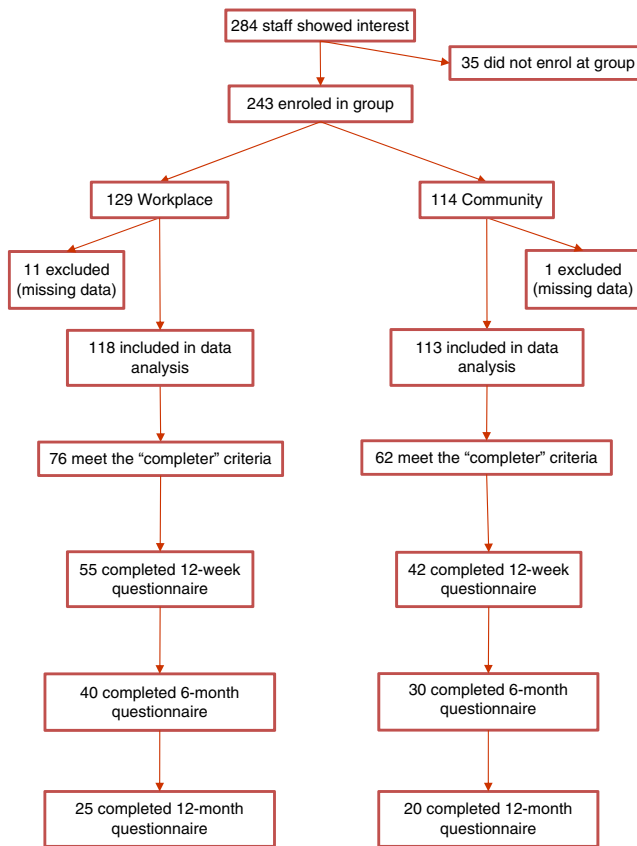 284 staff showed interest
35 did not enrol at group
243 enroled in group
129 Workplace
114 Community
11 excluded
(missing data)
1 excluded
(missing data)
118 included in data
analysis
113 included in data
analysis
76 meet the “completer” criteria
62 meet the “completer” criteria
55 completed 12-week
questionnaire
42 completed 12-week
questionnaire
40 completed 6-month
questionnaire
30 completed 6-month
questionnaire
25 completed 12-month
questionnaire
20 completed 12-month
questionnaire